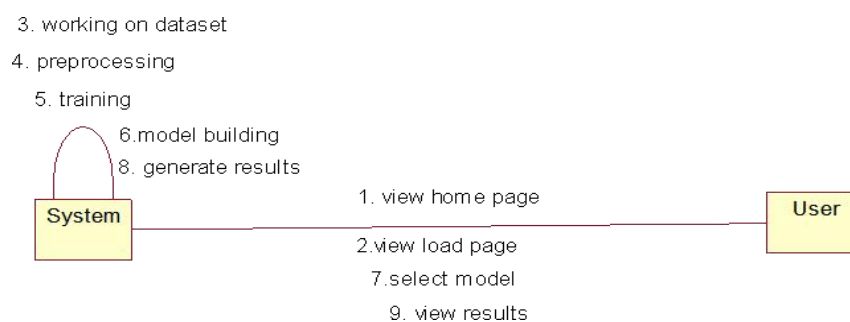 3. working on dataset
4. preprocessing
5. training
6.model building
8. generate results
System
1. view home page
User
2.view load page
7.select model
9. view results